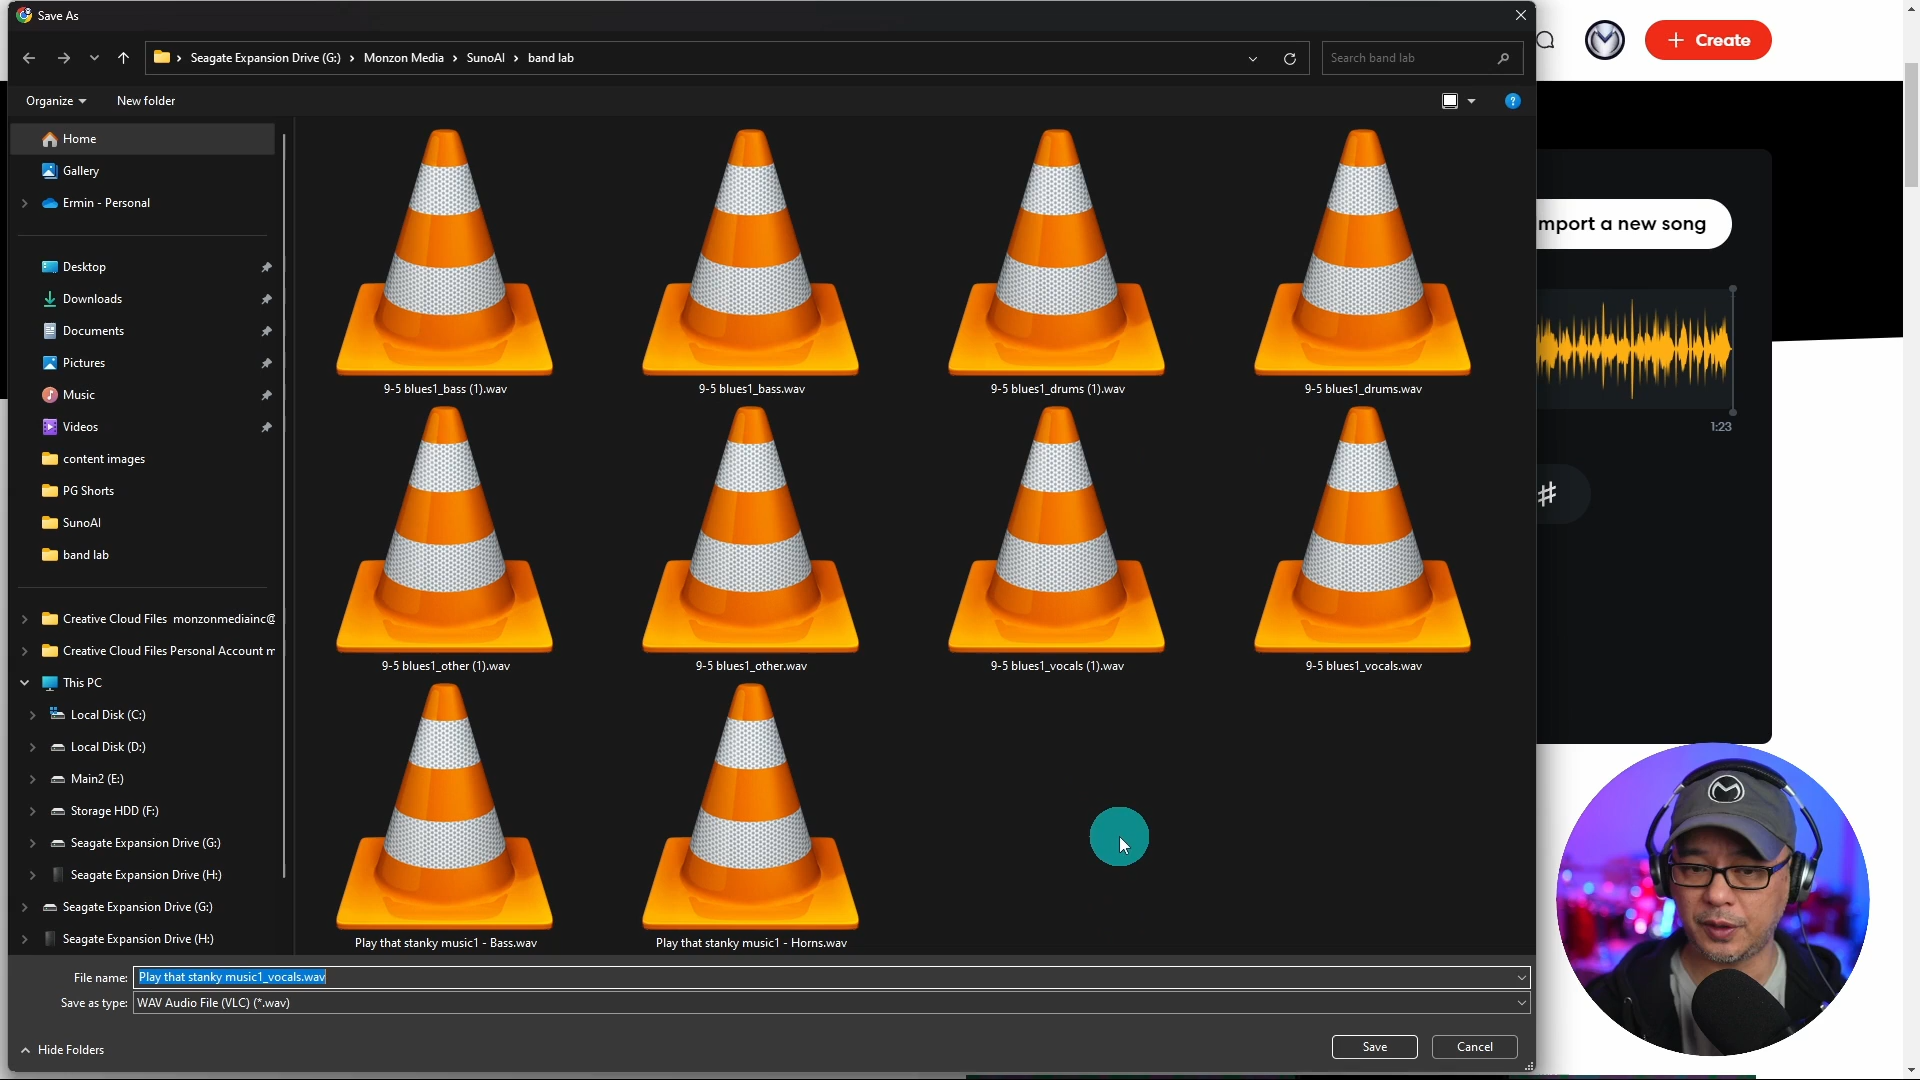 Save As
Seagate Expansion Drive (G:) › Monzon Media › SunoAI › band lab
Search band lab
+ Create
Organize
New folder
Home
Gallery
Ermin - Personal
Desktop
Downloads
Documents
Pictures
Music
Videos
content images
PG Shorts
SunoAI
band lab
Creative Cloud Files monzonmediainc@
Creative Cloud Files Personal Account m
This PC
Local Disk (C:)
Local Disk (D:)
Main2 (E:)
Storage HDD (F:)
Seagate Expansion Drive (G:)
Seagate Expansion Drive (H:)
Seagate Expansion Drive (G:)
Seagate Expansion Drive (H:)
9-5 blues1_bass (1).wav
9-5 blues1_bass.wav
9-5 blues1_drums (1).wav
9-5 blues1_drums.wav
9-5 blues1_other (1).wav
9-5 blues1_other.wav
9-5 blues1_vocals (1).wav
9-5 blues1_vocals.wav
Play that stanky music1 - Bass.wav
Play that stanky music1 - Horns.wav
mport a new song
1:23
File name: Play that stanky music1_vocals.wav
Save as type: WAV Audio File (VLC) (*.wav)
Hide Folders
Save
Cancel